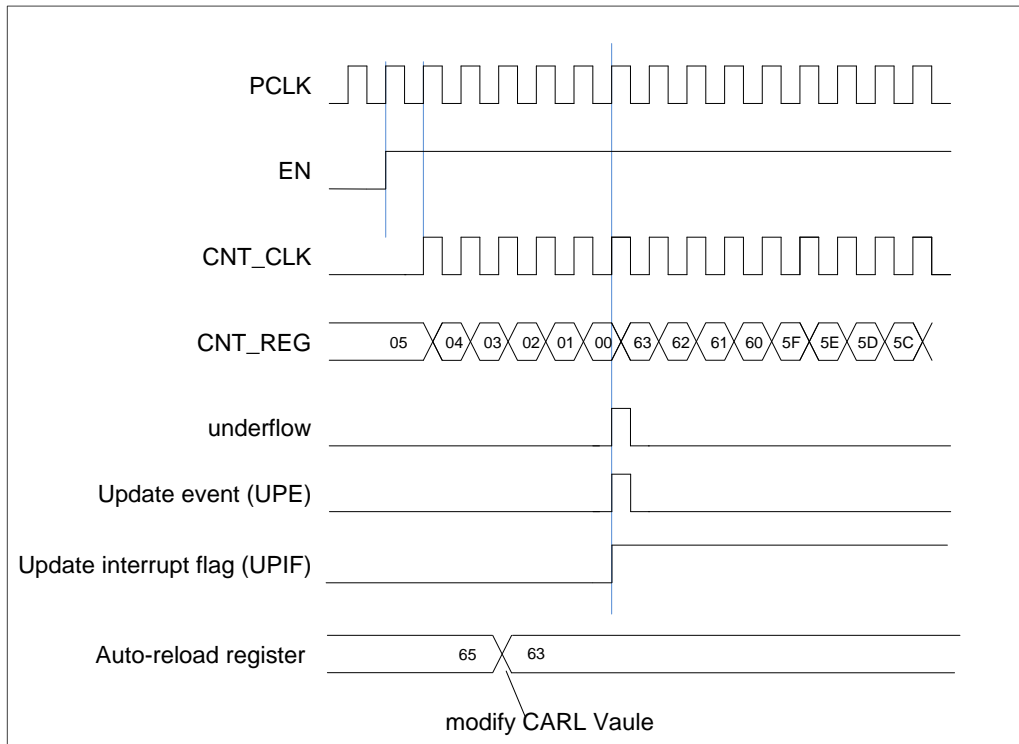 PCLK
EN
CNT_CLK
CNT_REG 05 04 03 02 01 00 63 62 61 60 5F 5E 5D 5C
underflow
Update event (UPE)
Update interrupt flag (UPIF)
Auto-reload register 65 63
modify CARL Vaule